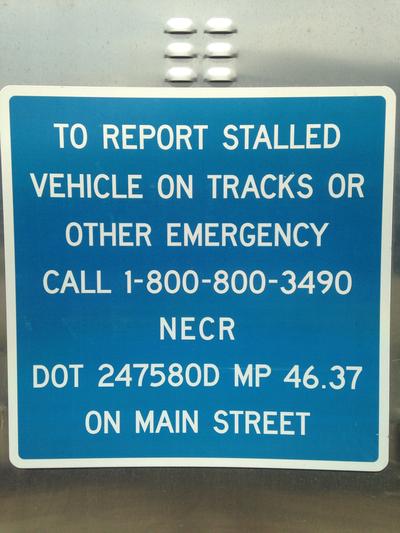 TO REPORT STALLED
VEHICLE ON TRACKS OR
OTHER EMERGENCY
CALL 1-800-800-3490
NECR
DOT 247580D MP 46.37
ON MAIN STREET